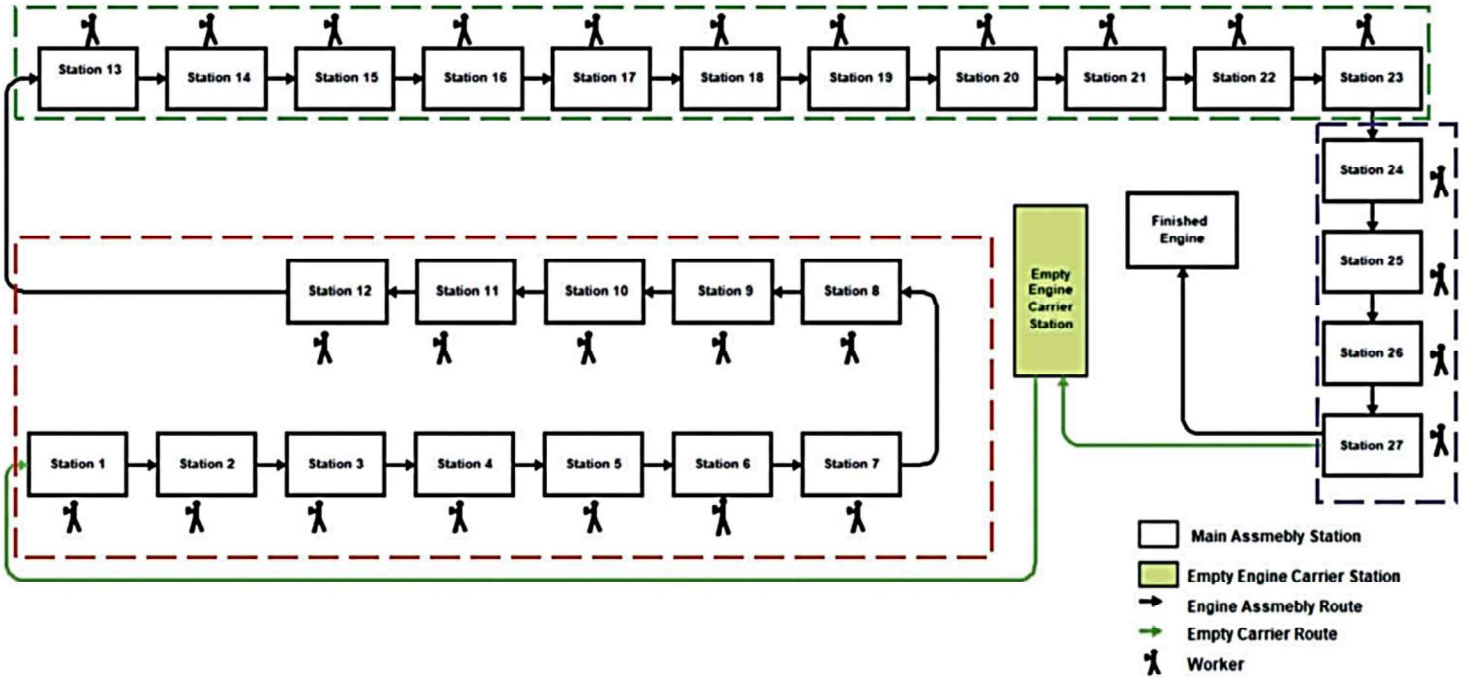 Station 13
Station 14
Station 15
Station 16
Station 17
Station 18
Station 19
Station 20
Station 21
Station 22
Station 23
Station 24
Station 25
Station 26
Station 27
Finished
Engine
Empty
Engine
Carrier
Station
Station 12
Station 11
Station 10
Station 9
Station 8
Station 1
Station 2
Station 3
Station 4
Station 5
Station 6
Station 7
Main Assmebly Station
Empty Engine Carrier Station
Engine Assmebly Route
Empty Carrier Route
Worker